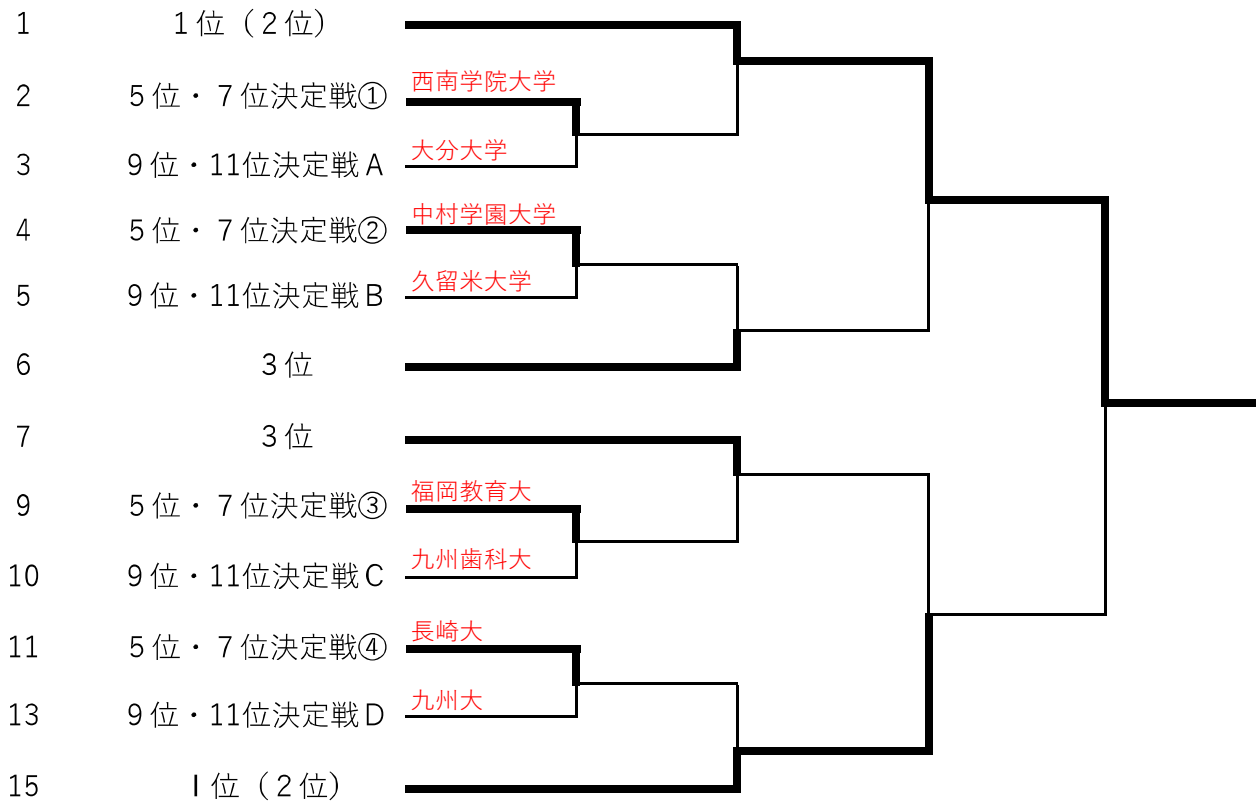 1 1位（2位）
西南学院大学
2 5位・7位決定戦①
大分大学
3 9位・11位決定戦A
中村学園大学
4 5位・7位決定戦②
久留米大学
5 9位・11位決定戦B
6 3位
7 3位
福岡教育大
9 5位・7位決定戦③
九州歯科大
10 9位・11位決定戦C
長崎大
11 5位・7位決定戦④
九州大
13 9位・11位決定戦D
15 I位（2位）